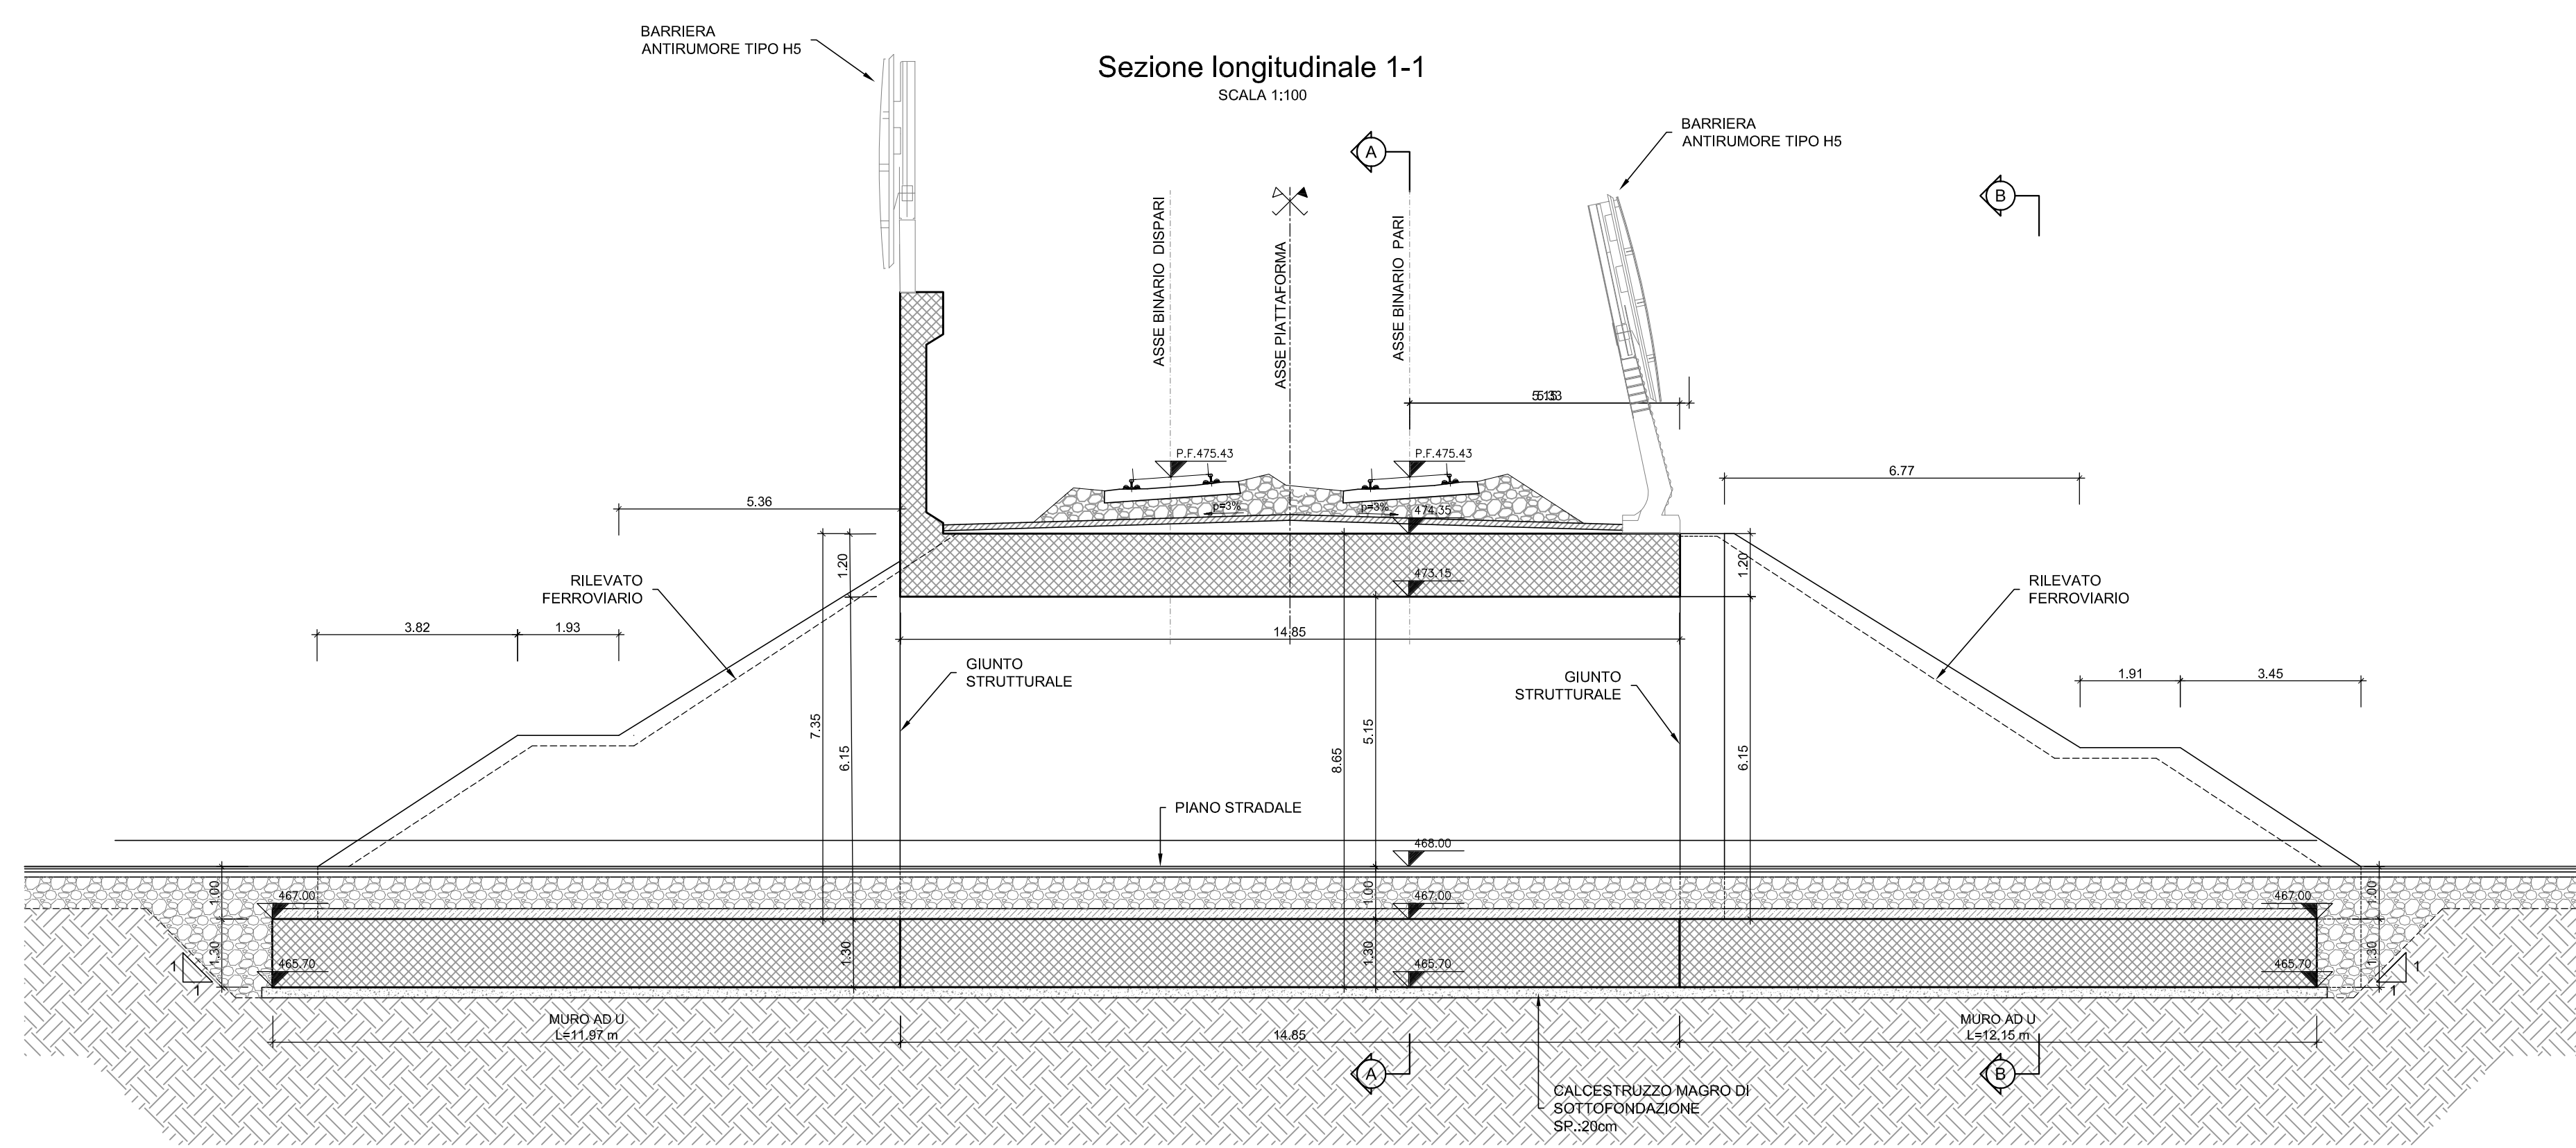 BARRIERA
ANTIRUMORE TIPO H5
Sezione longitudinale 1-1
SCALA 1:100
BARRIERA
ANTIRUMORE TIPO H5
A
B
ASSE BINARIO DISPARI
ASSE PIATTAFORMA
ASSE BINARIO PARI
P.F.475.43
P.F.475.43
6.77
5.36
p=3%
p=3%
474.35
1.20
1.20
473.15
RILEVATO
FERROVIARIO
RILEVATO
FERROVIARIO
3.82
1.93
14.85
GIUNTO
STRUTTURALE
GIUNTO
STRUTTURALE
1.91
3.45
7.35
6.15
8.65
5.15
6.15
PIANO STRADALE
468.00
1.00
467.00
1.00
467.00
467.00
1.00
1.30
465.70
1.30
1.30
465.70
465.70
1.30
1
1
1
1
MURO AD U
L=11.97 m
14.85
MURO AD U
L=12.15 m
A
B
CALCESTRUZZO MAGRO DI
SOTTOFONDAZIONE
SP.:20cm